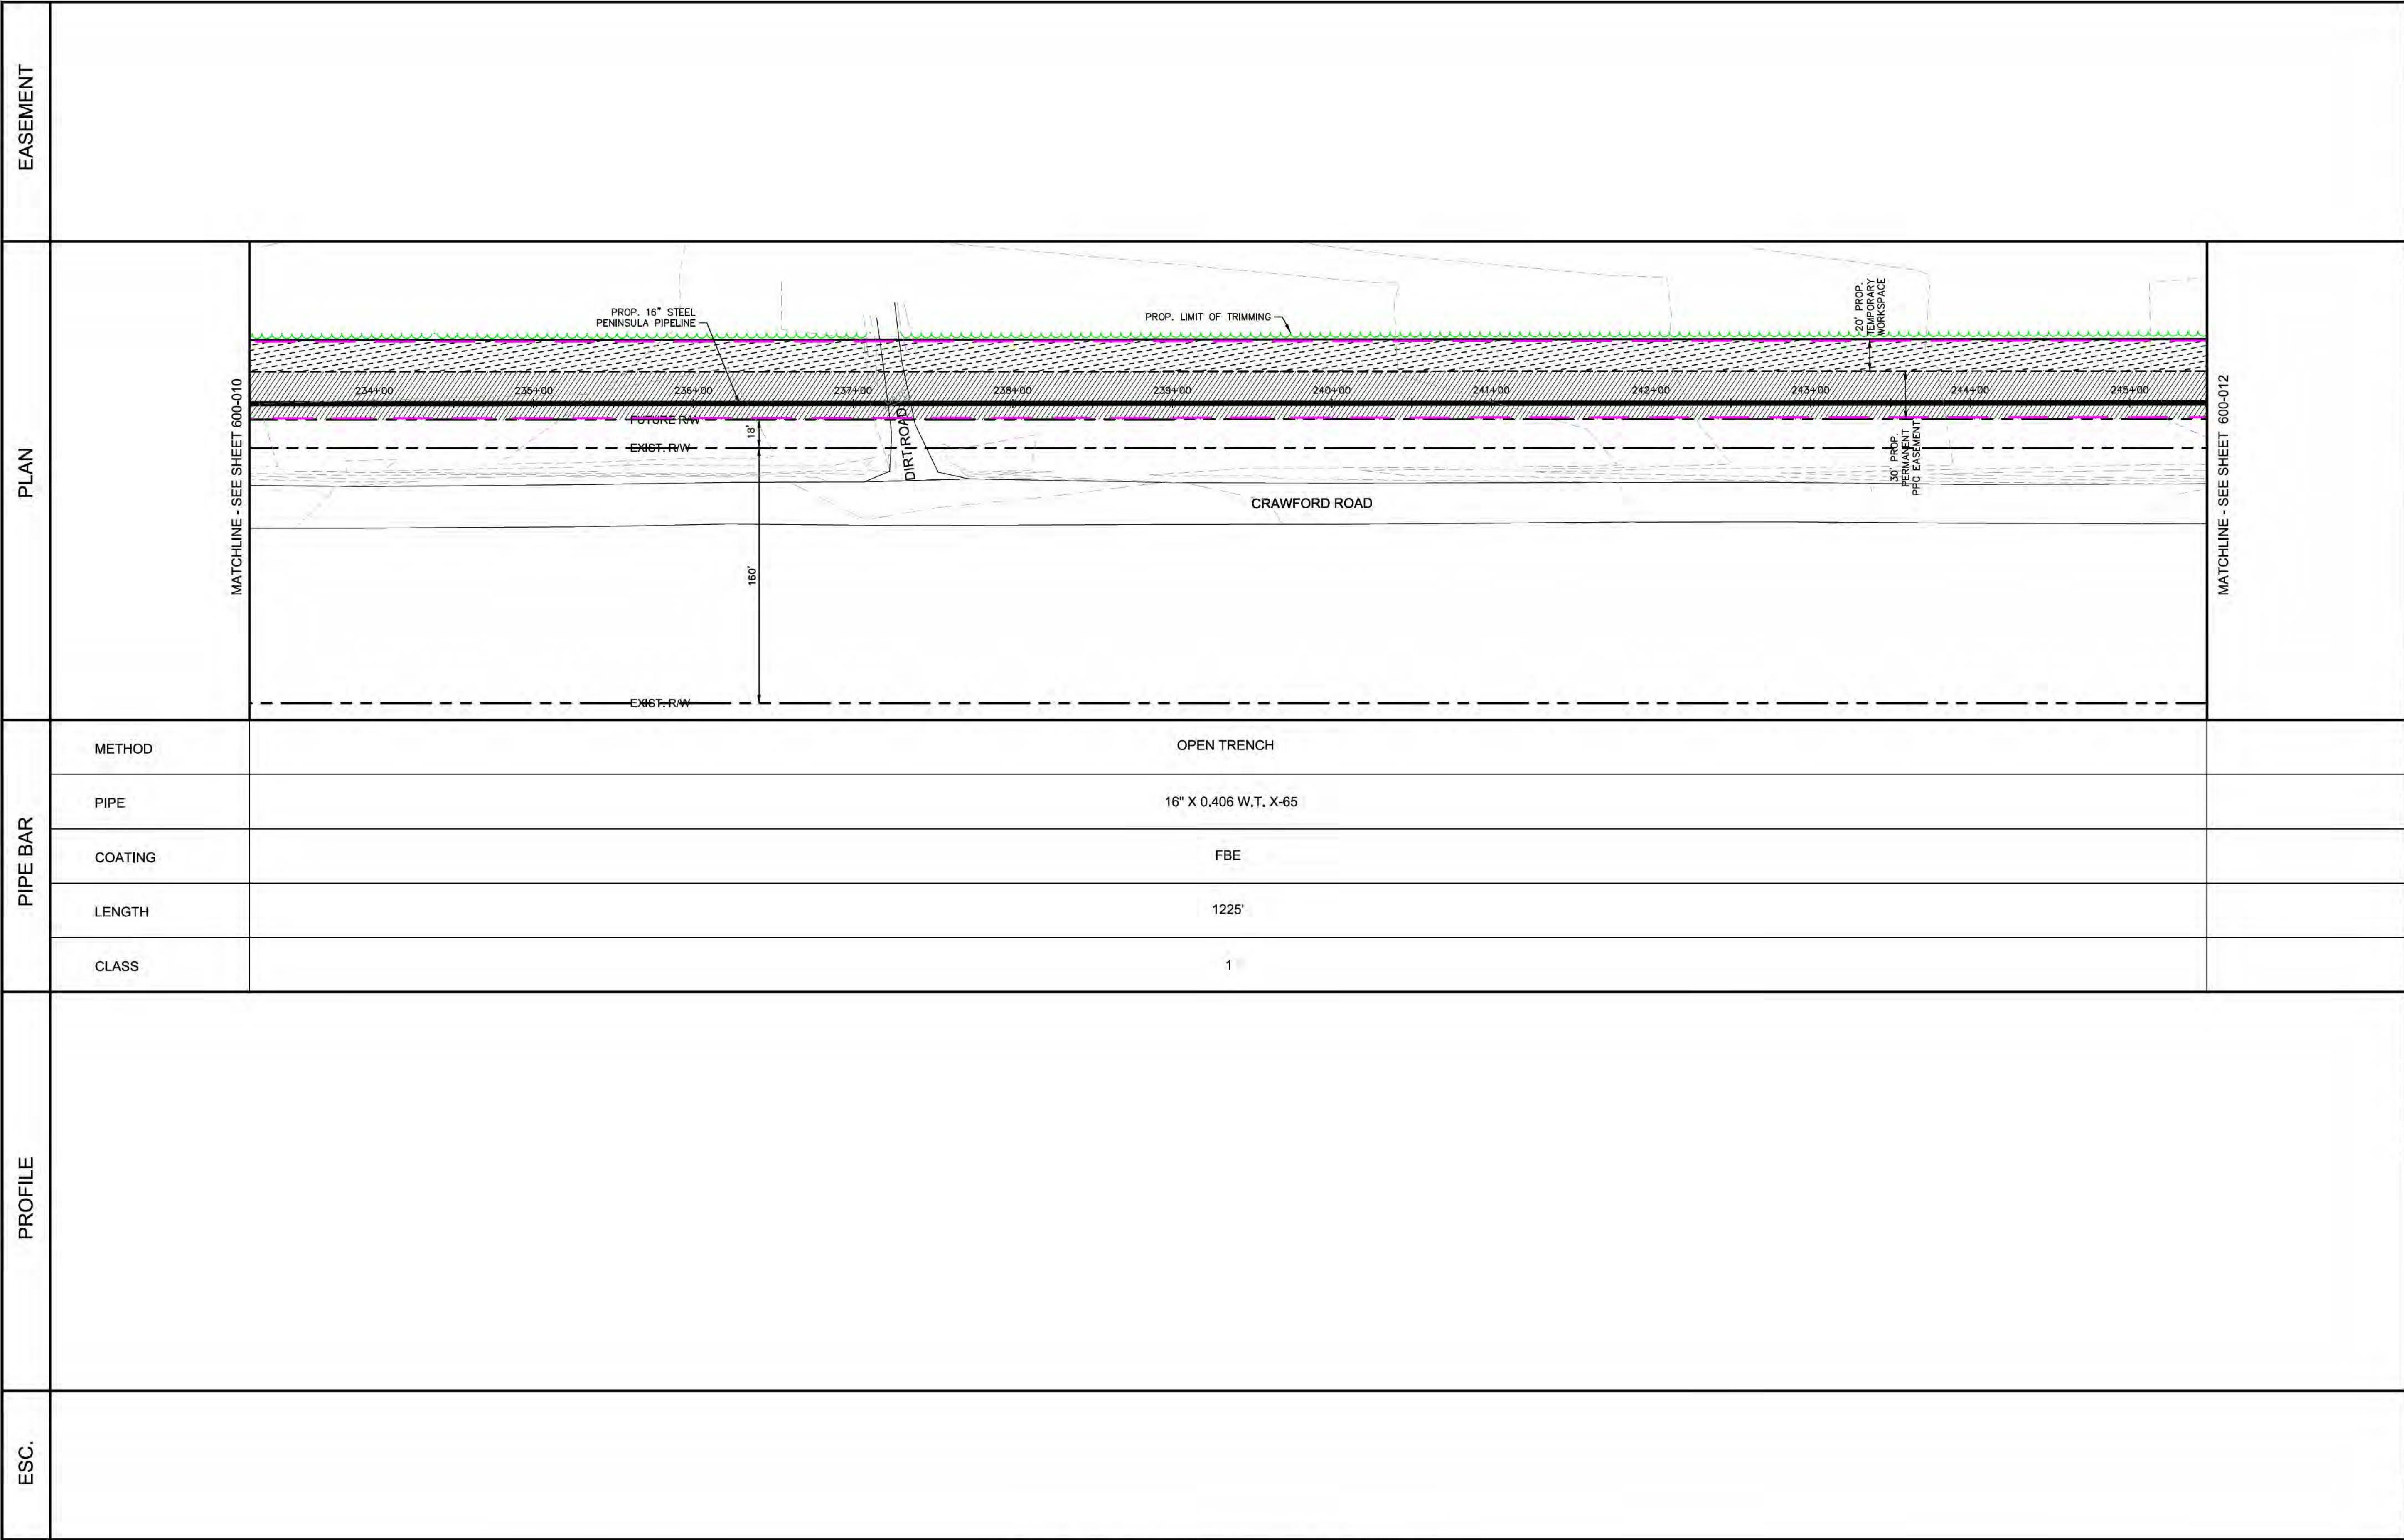 EASEMENT
PLAN
MATCHLINE - SEE SHEET 600-010
PROP. 16" STEEL
PENINSULA PIPELINE
PROP. LIMIT OF TRIMMING
20' PROP.
TEMPORARY
WORKSPACE
234+00
235+00
236+00
237+00
238+00
239+00
240+00
241+00
242+00
243+00
244+00
245+00
FUTURE R/W
18'
EXIST. R/W
DIRT ROAD
30' PROP.
PERMANENT
PPC EASEMENT
CRAWFORD ROAD
160'
EXIST. R/W
MATCHLINE - SEE SHEET 600-012
PIPE BAR
METHOD
OPEN TRENCH
PIPE
16" X 0.406 W.T. X-65
COATING
FBE
LENGTH
1225'
CLASS
1
PROFILE
ESC.